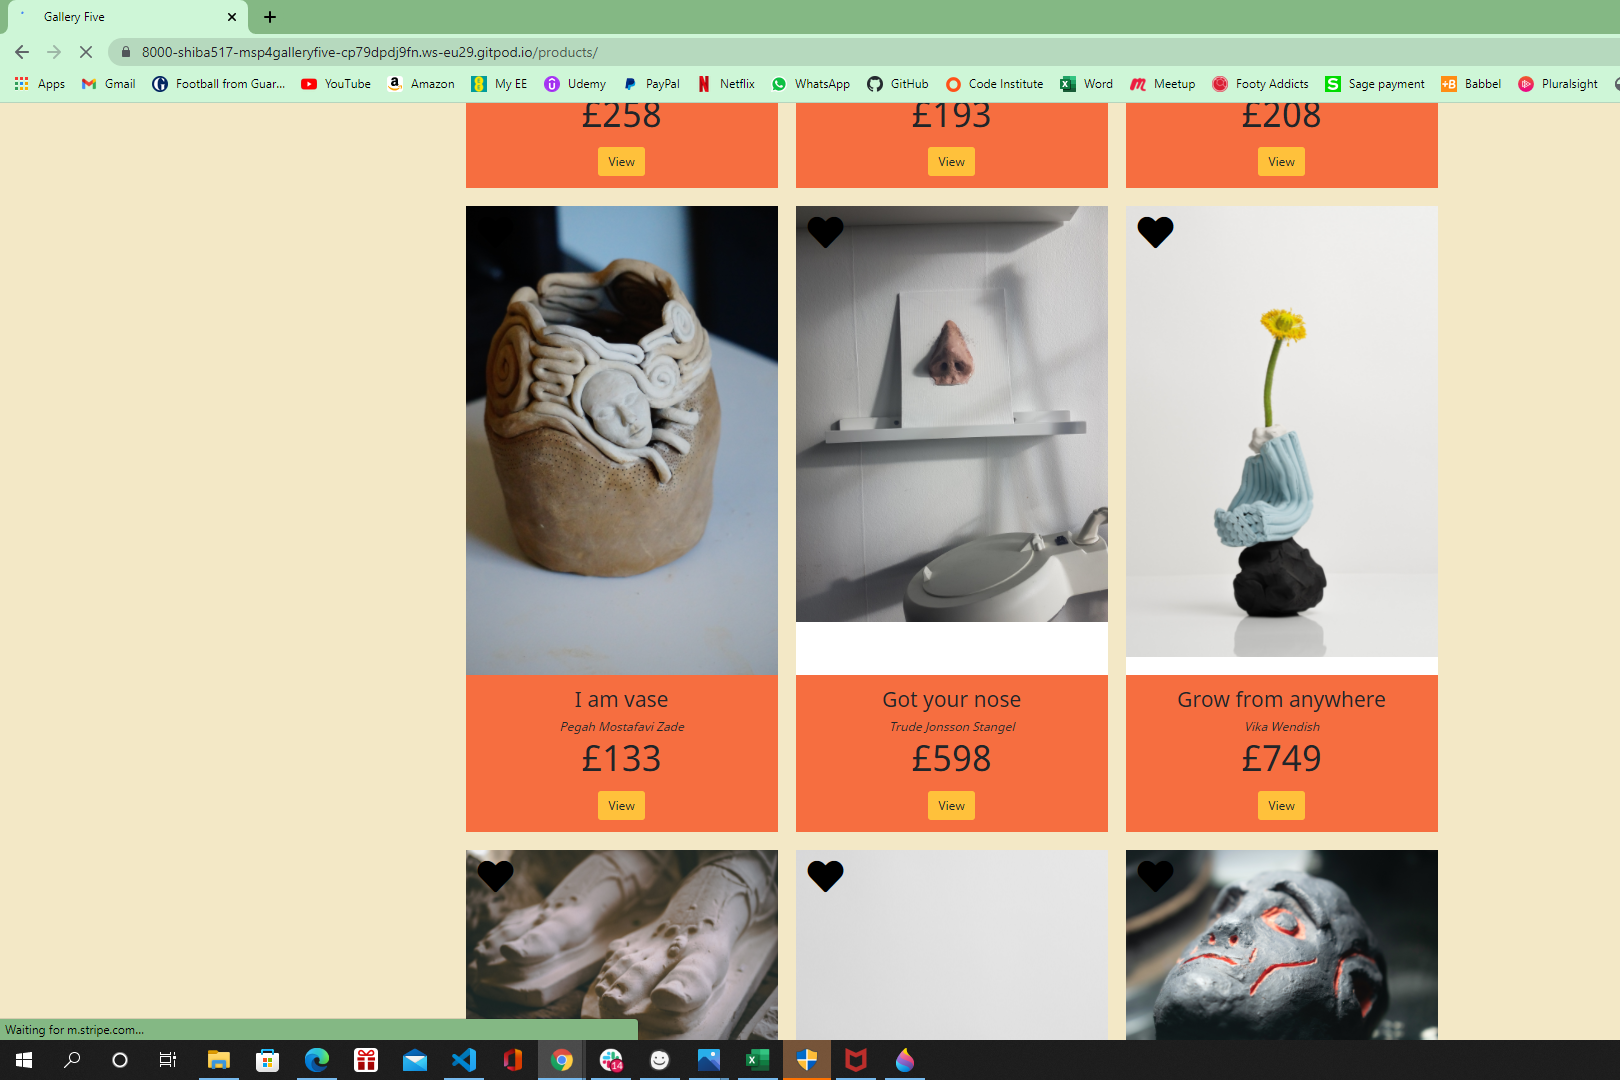 Gallery Five
8000-shiba517-msp4galleryfive-cp79dpdj9fn.ws-eu29.gitpod.io/products/
Apps Gmail Football from Guar... YouTube Amazon My EE Udemy PayPal Netflix WhatsApp GitHub Code Institute Word Meetup Footy Addicts Sage payment Babbel Pluralsight
£258 £193 £208
View View View
I am vase Got your nose Grow from anywhere
Pegah Mostafavi Zade Trude Jonsson Stangel Vika Wendish
£133 £598 £749
View View View
Waiting for m.stripe.com...
14